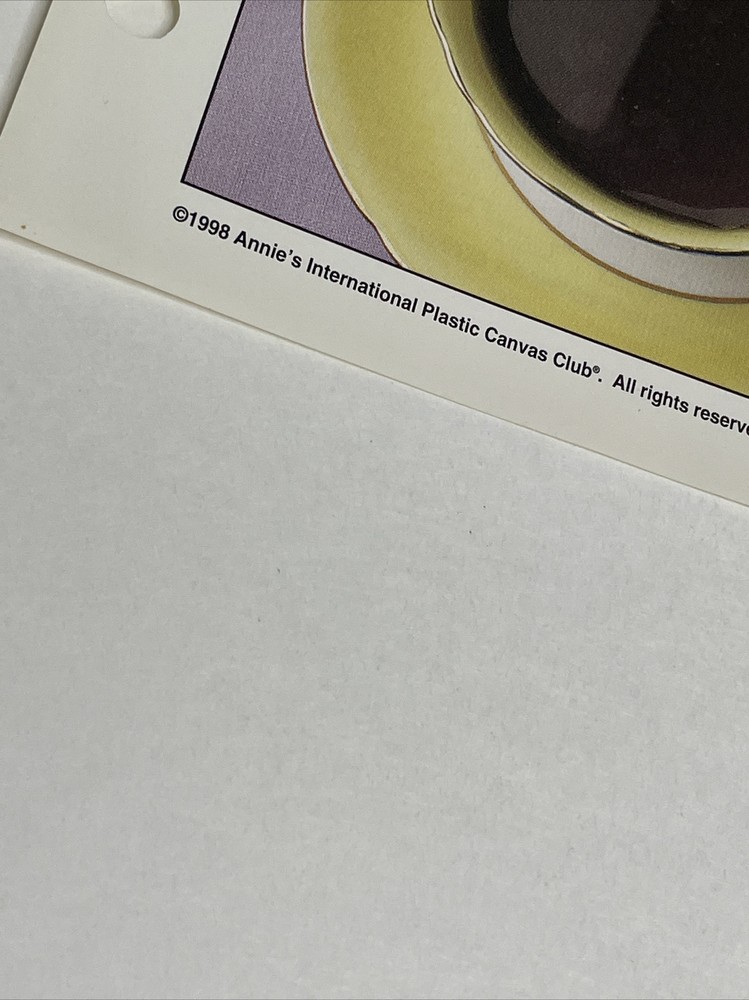 ©1998 Annie's International Plastic Canvas Club®. All rights